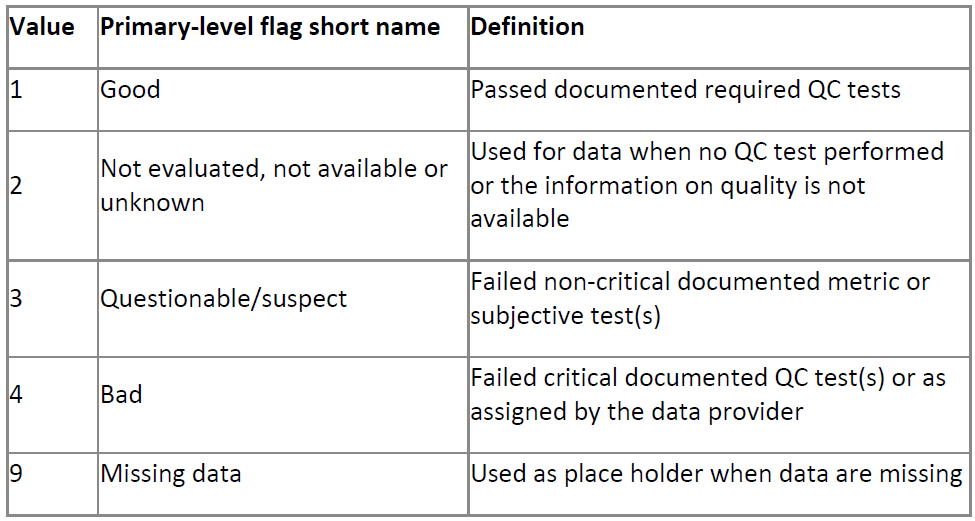 Value Primary-level flag short name Definition
1 Good Passed documented required QC tests
2 Not evaluated, not available or unknown Used for data when no QC test performed or the information on quality is not available
3 Questionable/suspect Failed non-critical documented metric or subjective test(s)
4 Bad Failed critical documented QC test(s) or as assigned by the data provider
9 Missing data Used as place holder when data are missing